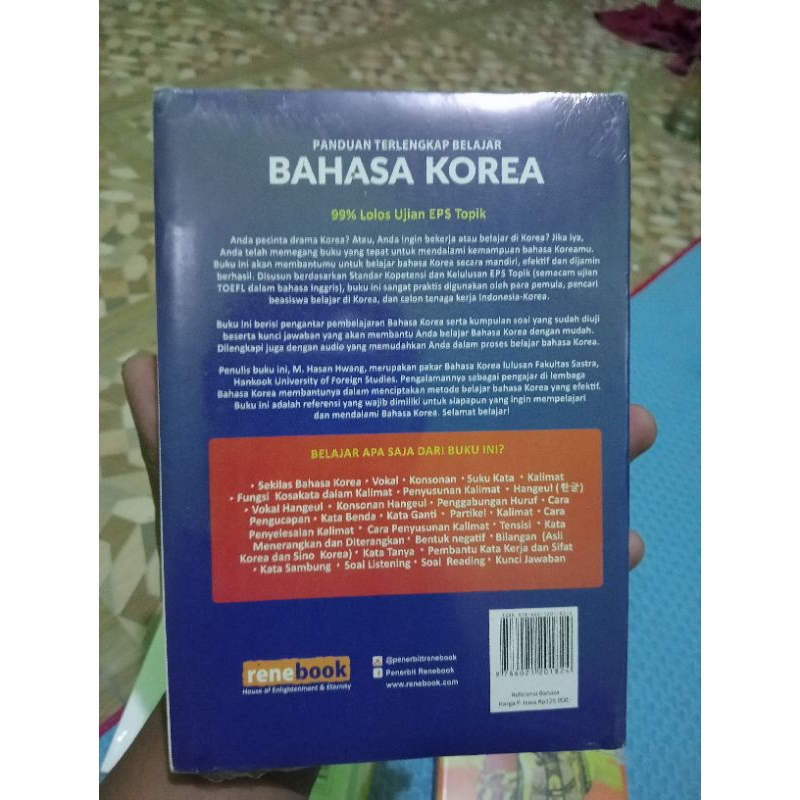 PANDUAN TERLENGKAP BELAJAR
BAHASA KOREA
99% Lolos Ujian EPS Topik
Anda pecinta drama Korea? Atau, Anda ingin bekerja atau belajar di Korea? Jika iya,
Anda telah memegang buku yang tepat untuk mendalami kemampuan bahasa Koreamu.
Buku ini akan membantumu untuk belajar bahasa Korea secara mandiri, efektif dan dijamin
berhasil. Disusun berdasarkan Standar Kopetensi dan Kelulusan EPS Topik (semacam ujian
TOEFL dalam bahasa Inggris), buku ini sangat praktis digunakan oleh para pemula, pencari
beasiswa belajar di Korea, dan calon tenaga kerja Indonesia-Korea.
Buku ini berisi pengantar pembelajaran Bahasa Korea serta kumpulan soal yang sudah diuji
beserta kunci jawaban yang akan membantu Anda belajar Bahasa Korea dengan mudah.
Dilengkapi juga dengan audio yang memudahkan Anda dalam proses belajar bahasa Korea.
Penulis buku ini, M. Hasan Hwang, merupakan pakar Bahasa Korea lulusan Fakultas Sastra,
Hankook University of Foreign Studies. Pengalamannya sebagai pengajar di lembaga
Bahasa Korea membantunya dalam menciptakan metode belajar bahasa Korea yang efektif.
Buku ini adalah referensi yang wajib dimiliki untuk siapapun yang ingin mempelajari
dan mendalami Bahasa Korea. Selamat belajar!
BELAJAR APA SAJA DARI BUKU INI?
• Sekilas Bahasa Korea • Vokal • Konsonan • Suku Kata • Kalimat
• Fungsi Kosakata dalam Kalimat • Penyusunan Kalimat • Hangeul (한글)
• Vokal Hangeul • Konsonan Hangeul • Penggabungan Huruf • Cara
Pengucapan • Kata Benda • Kata Ganti • Partikel • Kalimat • Cara
Penyelesaian Kalimat • Cara Penyusunan Kalimat • Tensisi • Kata
Menerangkan dan Diterangkan • Bentuk negatif • Bilangan (Asli
Korea dan Sino Korea) • Kata Tanya • Pembantu Kata Kerja dan Sifat
• Kata Sambung • Soal Listening • Soal Reading • Kunci Jawaban
renebook
House of Enlightenment & Eternity
@penerbitrenebook
Penerbit Renebook
www.renebook.com
9 786021 201824
Referensi Bahasa
Harga P. Jawa